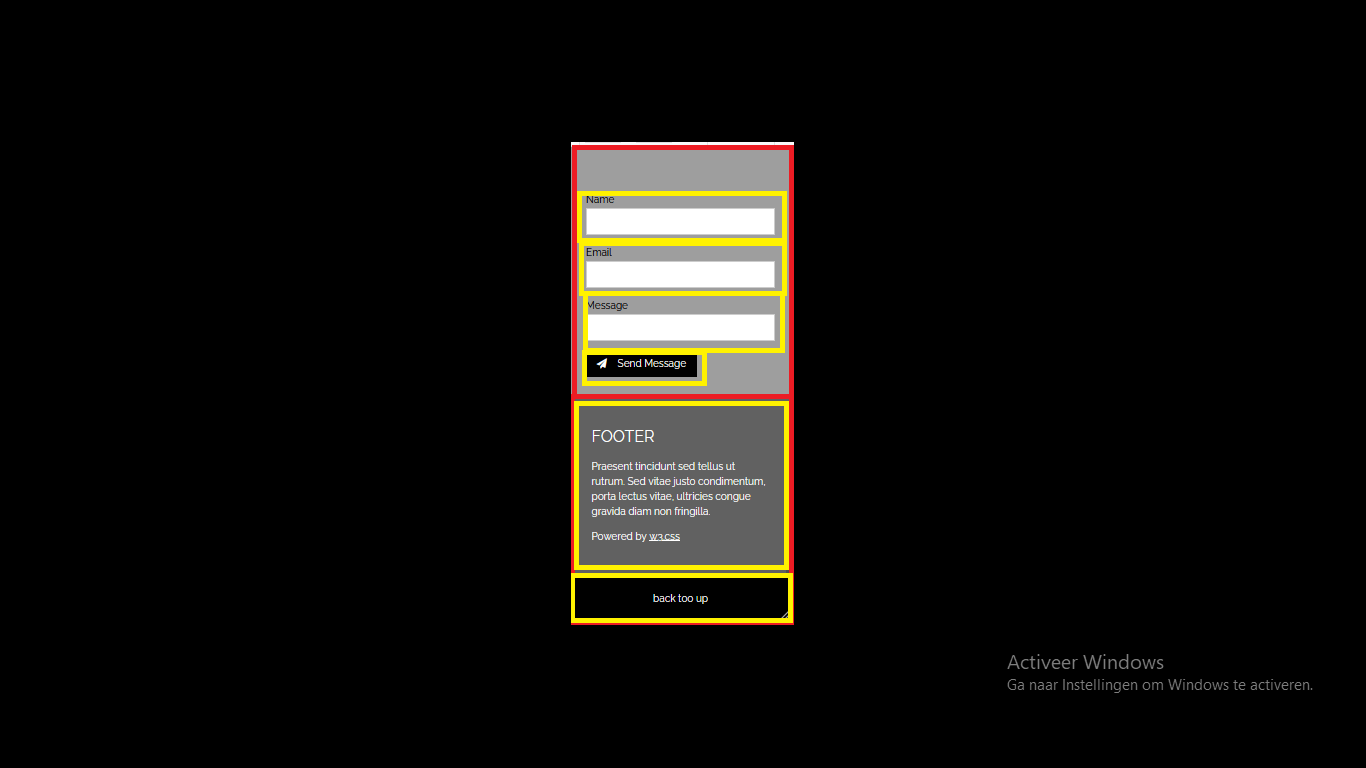 Name
Email
Message
Send Message
FOOTER
Praesent tincidunt sed tellus ut
rutrum. Sed vitae justo condimentum,
porta lectus vitae, ultricies congue
gravida diam non fringilla.
Powered by w3.css
back too up
Activeer Windows
Ga naar Instellingen om Windows te activeren.